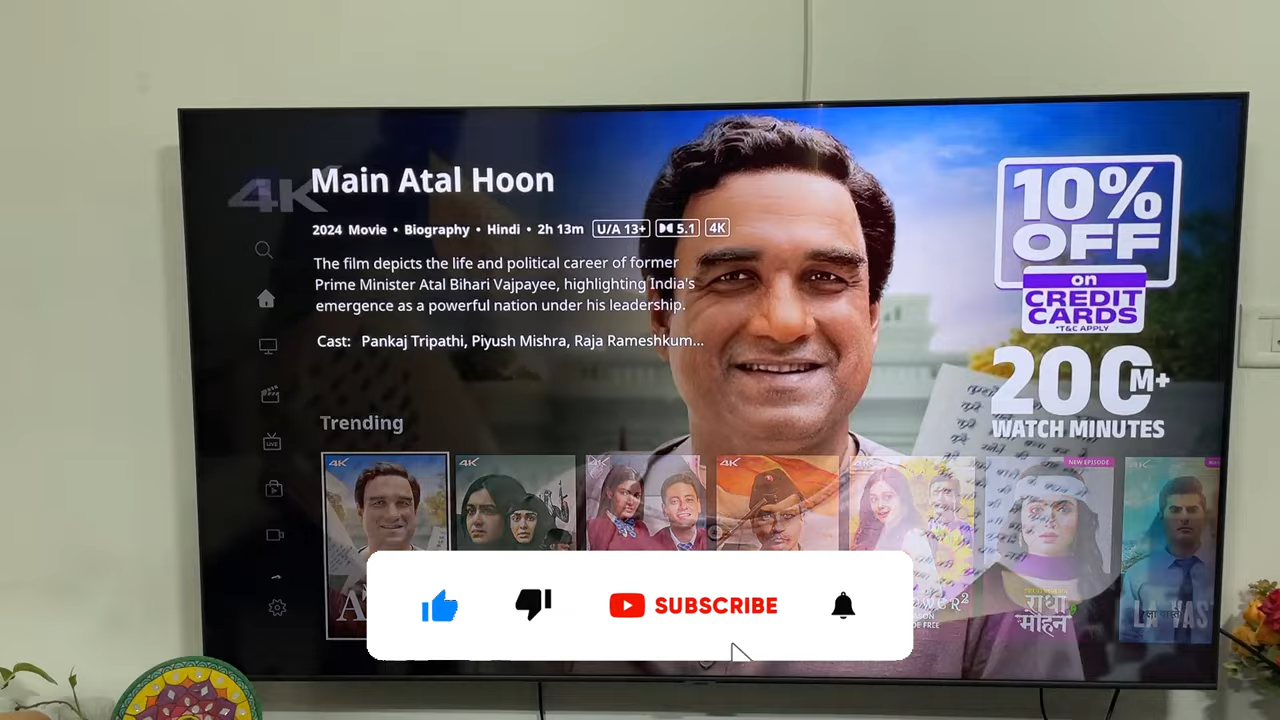 4K
Main Atal Hoon
2024 Movie • Biography • Hindi • 2h 13m U/A 13+ 5.1 4K
The film depicts the life and political career of former
Prime Minister Atal Bihari Vajpayee, highlighting India's
emergence as a powerful nation under his leadership.
Cast: Pankaj Tripathi, Piyush Mishra, Raja Rameshkum...
10%
OFF
on
CREDIT
CARDS
*T&C APPLY
200M+
WATCH MINUTES
LIVE
Trending
4K
4K
4K
4K
4K
NEW EPISODE
4K
राधा
मोहन
SUBSCRIBE